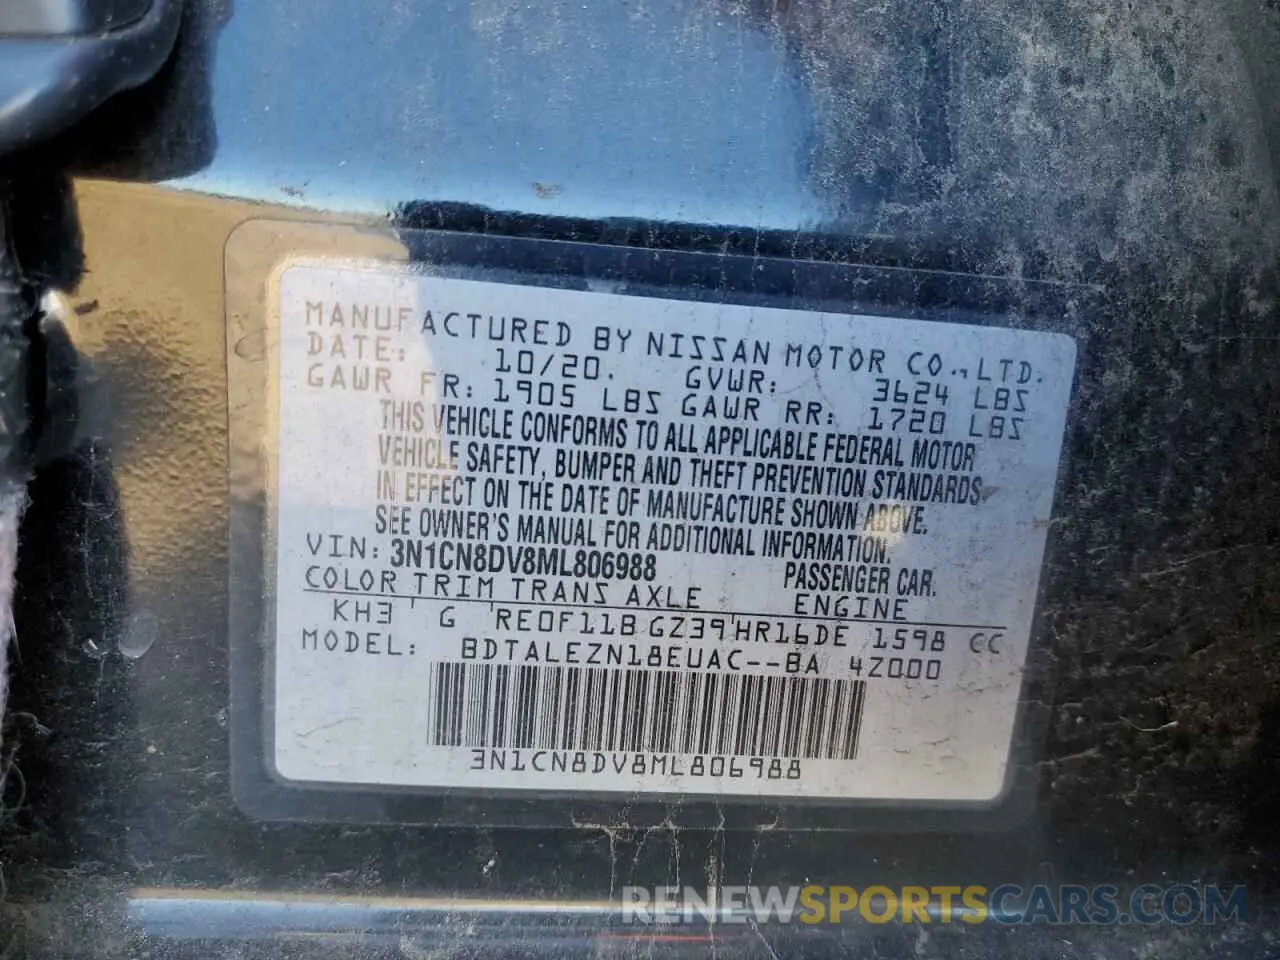 MANUFACTURED BY NISSAN MOTOR CO., LTD.
DATE: 10/20. GVWR: 3624 LBS
GAWR FR: 1905 LBS GAWR RR: 1720 LBS
THIS VEHICLE CONFORMS TO ALL APPLICABLE FEDERAL MOTOR
VEHICLE SAFETY, BUMPER AND THEFT PREVENTION STANDARDS
IN EFFECT ON THE DATE OF MANUFACTURE SHOWN ABOVE.
SEE OWNER'S MANUAL FOR ADDITIONAL INFORMATION.
VIN: 3N1CN8DV8ML806988 PASSENGER CAR.
COLOR TRIM TRANS AXLE ENGINE
KH3 ' G 'RE0F11B GZ39'HR16DE 1598 CC
MODEL: BDTALEZN18EUAC--BA 4Z000
3N1CN8DV8ML806988
RENEWSPORTSCARS.COM